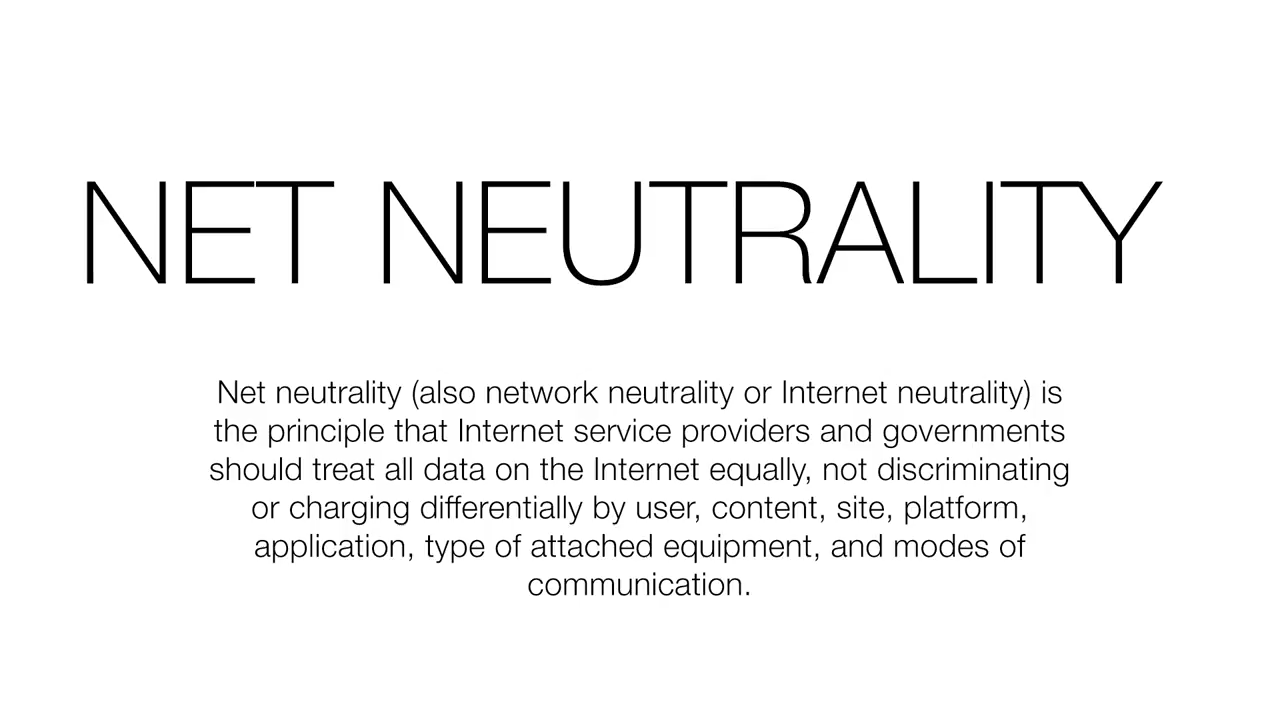 NET NEUTRALITY
Net neutrality (also network neutrality or Internet neutrality) is
the principle that Internet service providers and governments
should treat all data on the Internet equally, not discriminating
or charging differentially by user, content, site, platform,
application, type of attached equipment, and modes of
communication.